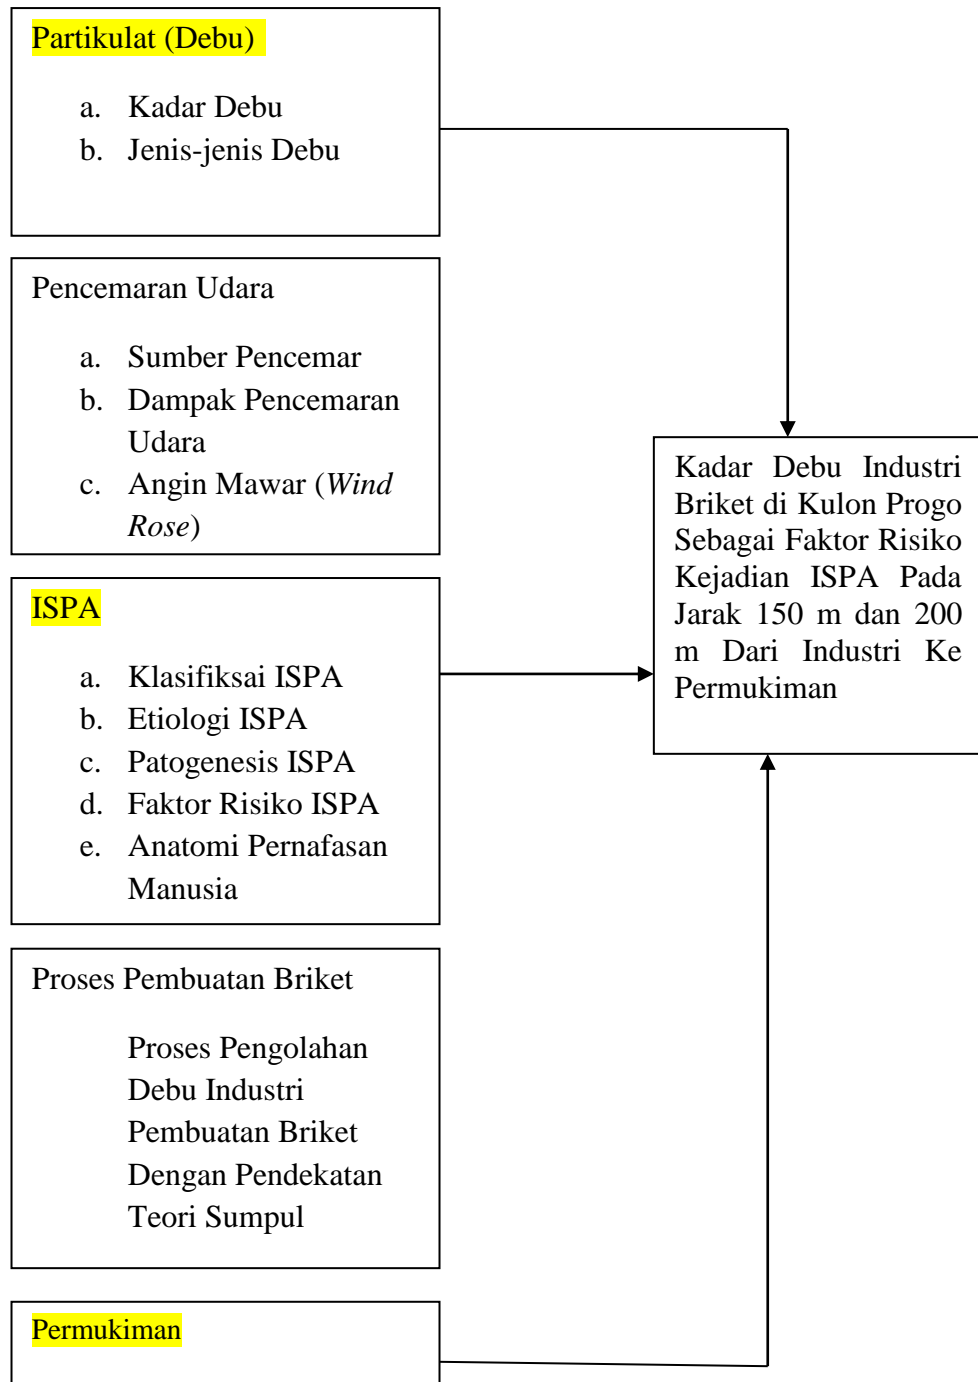 Partikulat (Debu)
a. Kadar Debu
b. Jenis-jenis Debu
Pencemaran Udara
a. Sumber Pencemar
b. Dampak Pencemaran
Udara
c. Angin Mawar (Wind
Rose)
ISPA
a. Klasifiksai ISPA
b. Etiologi ISPA
c. Patogenesis ISPA
d. Faktor Risiko ISPA
e. Anatomi Pernafasan
Manusia
Proses Pembuatan Briket
Proses Pengolahan
Debu Industri
Pembuatan Briket
Dengan Pendekatan
Teori Sumpul
Permukiman
Kadar Debu Industri
Briket di Kulon Progo
Sebagai Faktor Risiko
Kejadian ISPA Pada
Jarak 150 m dan 200
m Dari Industri Ke
Permukiman